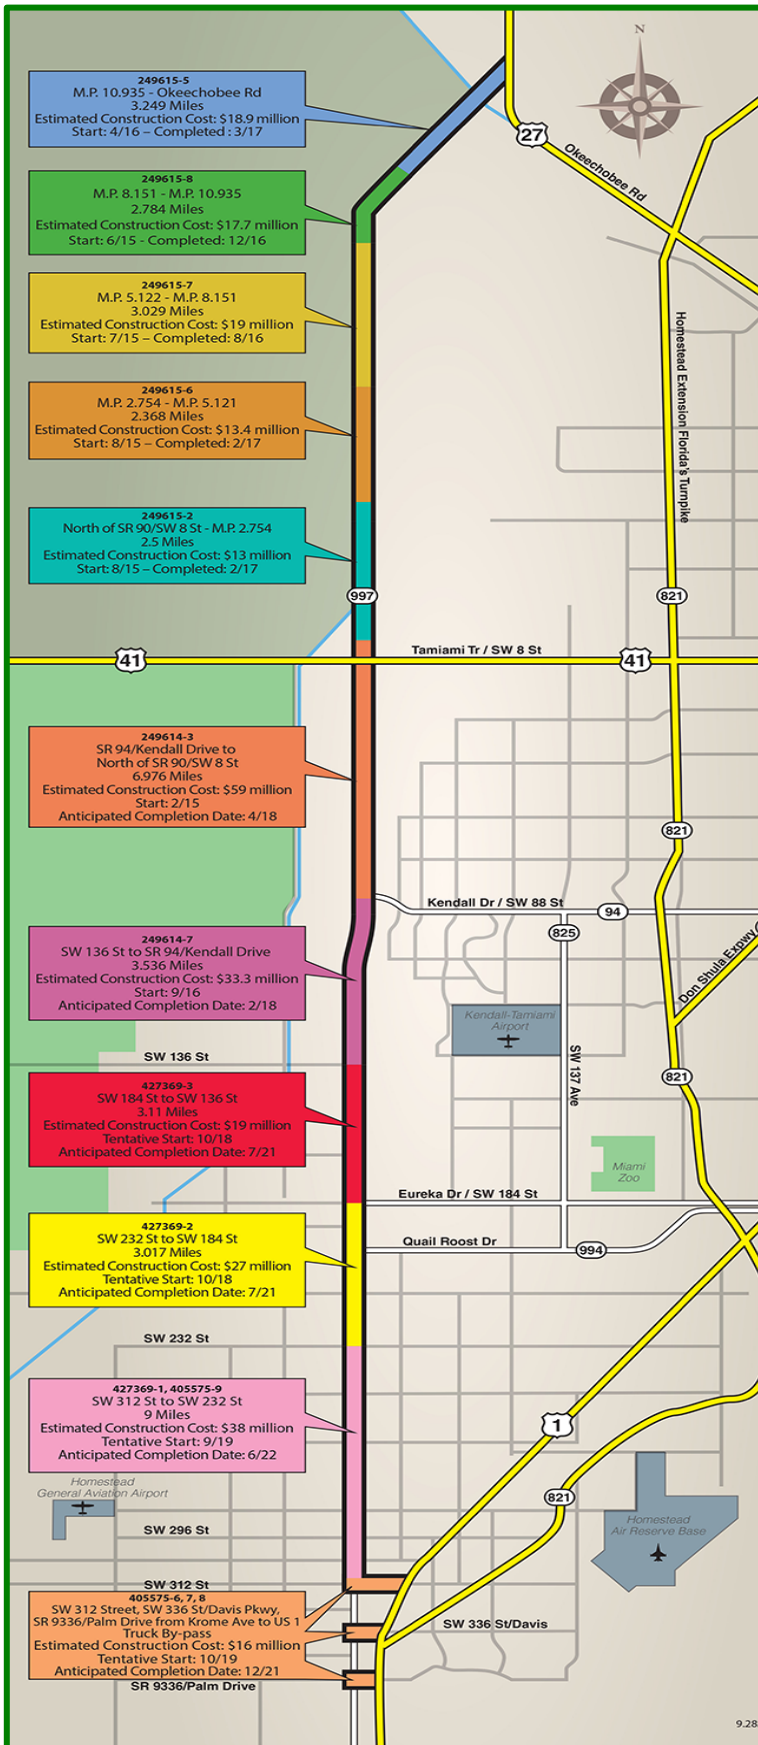 249615-5
M.P. 10.935 - Okeechobee Rd
3.249 Miles
Estimated Construction Cost: $18.9 million
Start: 4/16 – Completed : 3/17
N
27
Okeechobee Rd
249615-8
M.P. 8.151 - M.P. 10.935
2.784 Miles
Estimated Construction Cost: $17.7 million
Start: 6/15 - Completed: 12/16
249615-7
M.P. 5.122 - M.P. 8.151
3.029 Miles
Estimated Construction Cost: $19 million
Start: 7/15 – Completed: 8/16
Homestead Extension Florida's Turnpike
249615-6
M.P. 2.754 - M.P. 5.121
2.368 Miles
Estimated Construction Cost: $13.4 million
Start: 8/15 – Completed: 2/17
249615-2
North of SR 90/SW 8 St - M.P. 2.754
2.5 Miles
Estimated Construction Cost: $13 million
Start: 8/15 – Completed: 2/17
997
821
41
Tamiami Tr / SW 8 St
41
249614-3
SR 94/Kendall Drive to
North of SR 90/SW 8 St
6.976 Miles
Estimated Construction Cost: $59 million
Start: 2/15
Anticipated Completion Date: 4/18
821
Kendall Dr / SW 88 St
94
825
Don Shula Expwy
249614-7
SW 136 St to SR 94/Kendall Drive
3.536 Miles
Estimated Construction Cost: $33.3 million
Start: 9/16
Anticipated Completion Date: 2/18
Kendall-Tamiami
Airport
SW 136 St
SW 137 Ave
821
427369-3
SW 184 St to SW 136 St
3.11 Miles
Estimated Construction Cost: $19 million
Tentative Start: 10/18
Anticipated Completion Date: 7/21
Miami
Zoo
Eureka Dr / SW 184 St
427369-2
SW 232 St to SW 184 St
3.017 Miles
Estimated Construction Cost: $27 million
Tentative Start: 10/18
Anticipated Completion Date: 7/21
Quail Roost Dr
994
SW 232 St
427369-1, 405575-9
SW 312 St to SW 232 St
9 Miles
Estimated Construction Cost: $38 million
Tentative Start: 9/19
Anticipated Completion Date: 6/22
1
Homestead
General Aviation Airport
821
Homestead
Air Reserve Base
SW 296 St
SW 312 St
405575-6, 7, 8
SW 312 Street, SW 336 St/Davis Pkwy,
SR 9336/Palm Drive from Krome Ave to US 1
Truck By-pass
Estimated Construction Cost: $16 million
Tentative Start: 10/19
Anticipated Completion Date: 12/21
SW 336 St/Davis
SR 9336/Palm Drive
9.28